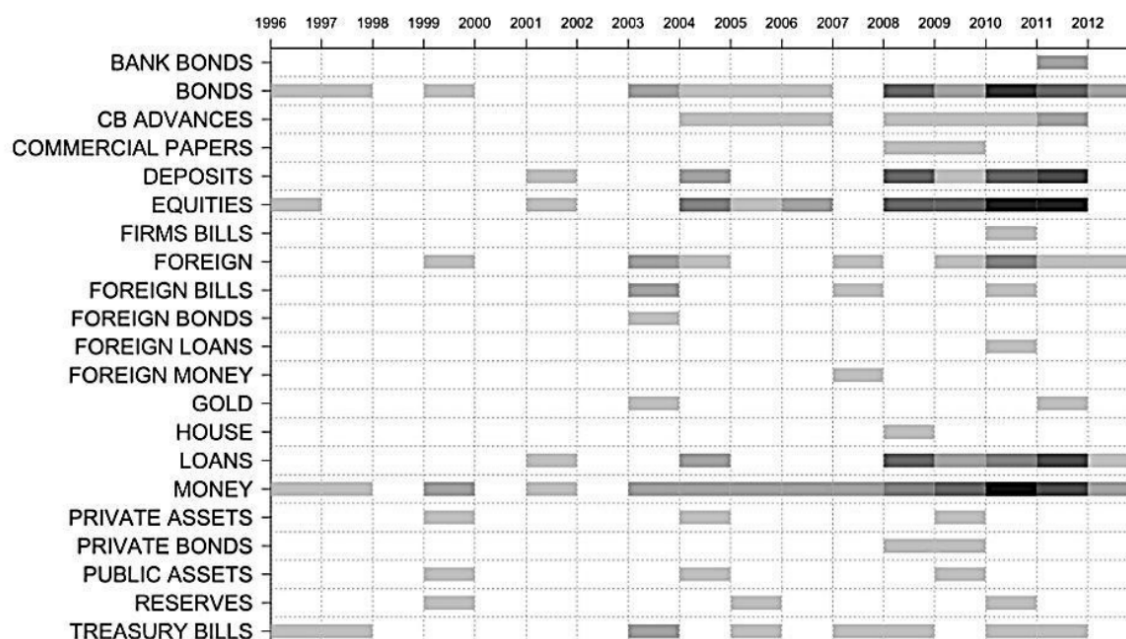 1996 1997 1998 1999 2000 2001 2002 2003 2004 2005 2006 2007 2008 2009 2010 2011 2012
BANK BONDS
BONDS
CB ADVANCES
COMMERCIAL PAPERS
DEPOSITS
EQUITIES
FIRMS BILLS
FOREIGN
FOREIGN BILLS
FOREIGN BONDS
FOREIGN LOANS
FOREIGN MONEY
GOLD
HOUSE
LOANS
MONEY
PRIVATE ASSETS
PRIVATE BONDS
PUBLIC ASSETS
RESERVES
TREASURY BILLS